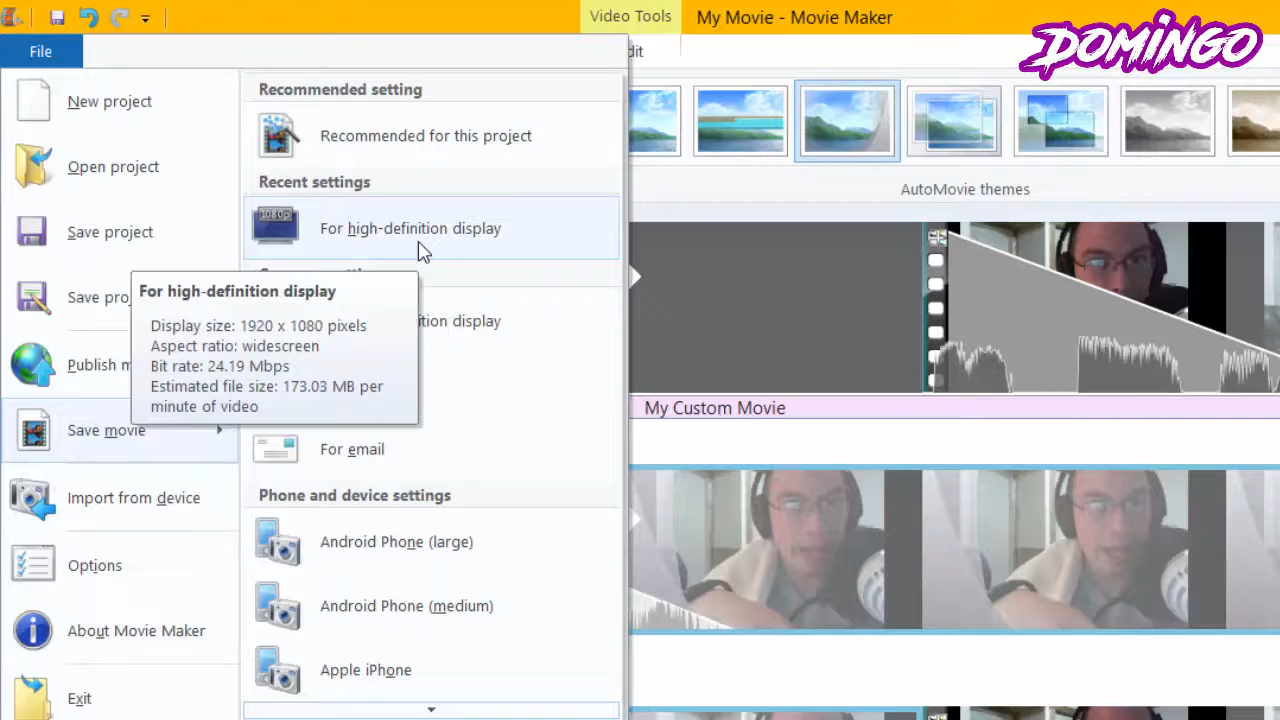 Video Tools
My Movie - Movie Maker
DOMINGO
File
dit
New project
Open project
Save project
Save proj
Publish m
Save movie
Import from device
Options
About Movie Maker
Exit
Recommended setting
Recommended for this project
Recent settings
1080p
For high-definition display
For high-definition display
Display size: 1920 x 1080 pixels
Aspect ratio: widescreen
Bit rate: 24.19 Mbps
Estimated file size: 173.03 MB per
minute of video
ition display
For email
Phone and device settings
Android Phone (large)
Android Phone (medium)
Apple iPhone
AutoMovie themes
My Custom Movie